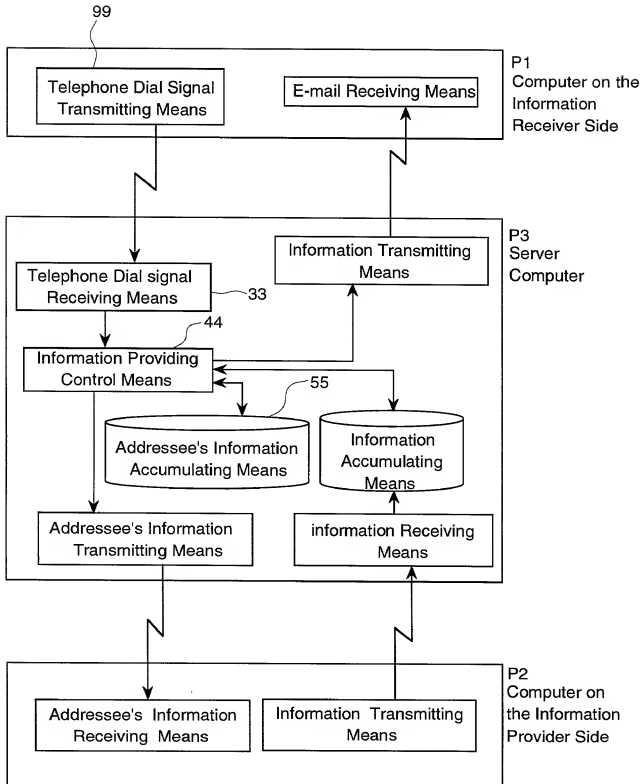 99
P1
Computer on the
Information
Receiver Side
Telephone Dial Signal
Transmitting Means
E-mail Receiving Means
P3
Server
Computer
Information Transmitting
Means
Telephone Dial signal
Receiving Means
33
44
Information Providing
Control Means
55
Addressee's Information
Accumulating Means
Information
Accumulating
Means
Addressee's Information
Transmitting Means
information Receiving
Means
P2
Computer on
the Information
Provider Side
Addressee's Information
Receiving Means
Information Transmitting
Means